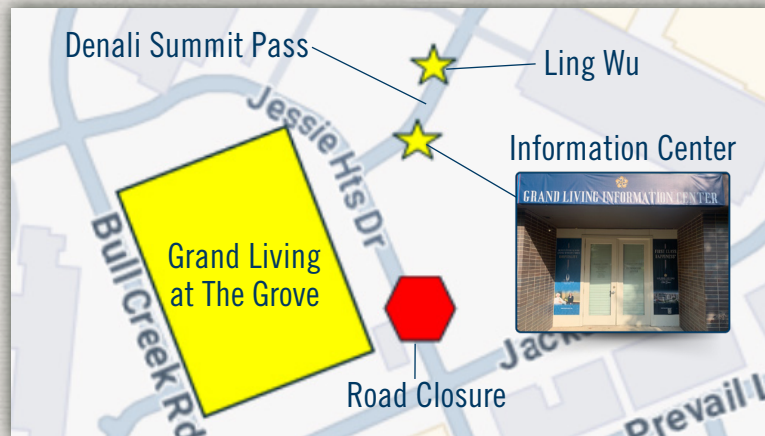 Denali Summit Pass
Ling Wu
Jessie Hts Dr
Information Center
GRAND LIVING INFORMATION CENTER
Grand Living
at The Grove
Bull Creek Rd
Road Closure
Prevail